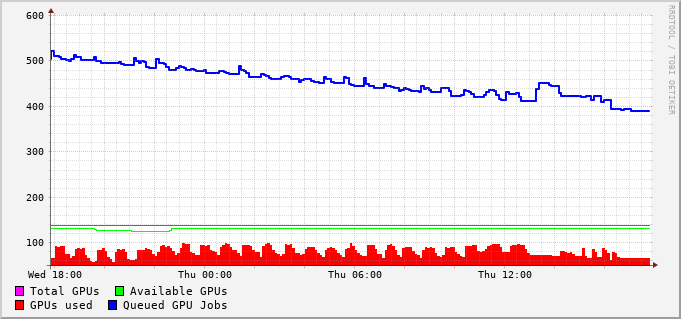 600
500
400
300
200
100
Wed 18:00 Thu 00:00 Thu 06:00 Thu 12:00
Total GPUs Available GPUs
GPUs used Queued GPU Jobs
RRDTOOL / TOBI OETIKER